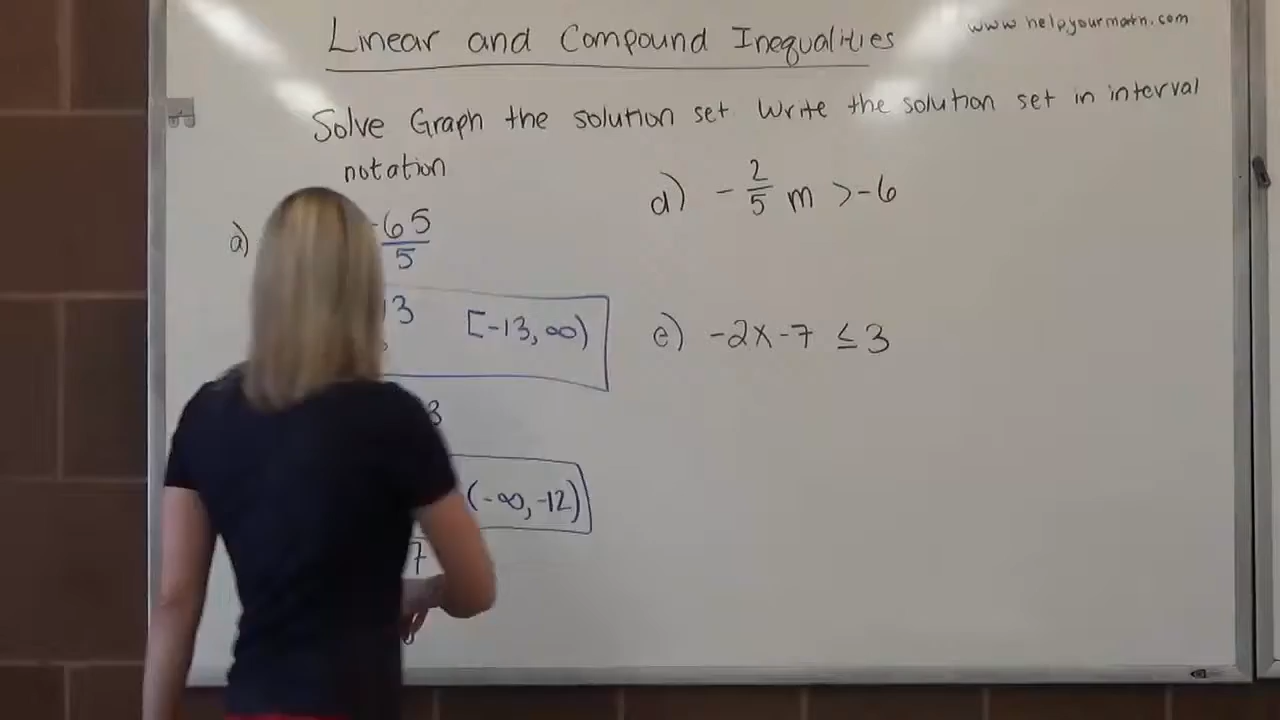 Linear and Compound Inequalities
www.helpyourmath.com
Solve Graph the solution set. Write the solution set in interval
notation
a) -65
5
13 [-13, ∞)
3
(-∞, -12)
7
d) -2/5 m > -6
e) -2x - 7 ≤ 3